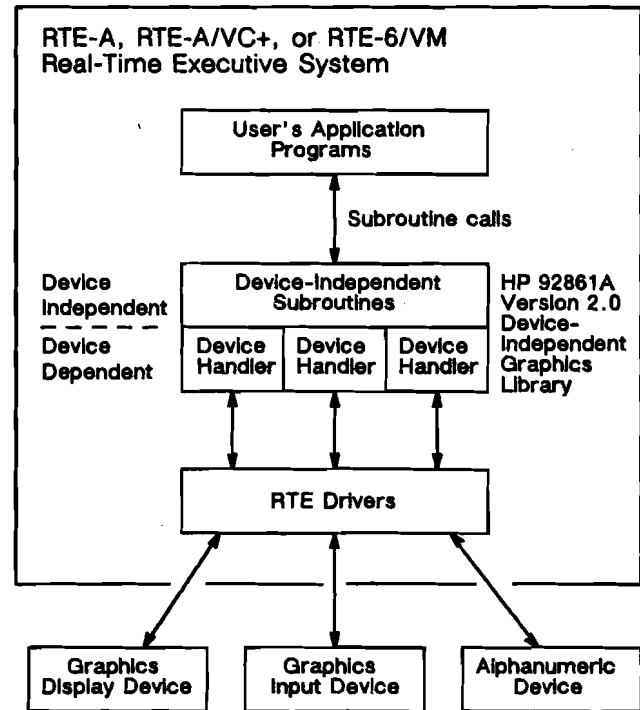 RTE-A, RTE-A/VC+, or RTE-6/VM
Real-Time Executive System
User's Application
Programs
Subroutine calls
Device
Independent
Device
Dependent
Device-Independent
Subroutines
Device
Handler
Device
Handler
Device
Handler
HP 92861A
Version 2.0
Device-
Independent
Graphics
Library
RTE Drivers
Graphics
Display Device
Graphics
Input Device
Alphanumeric
Device